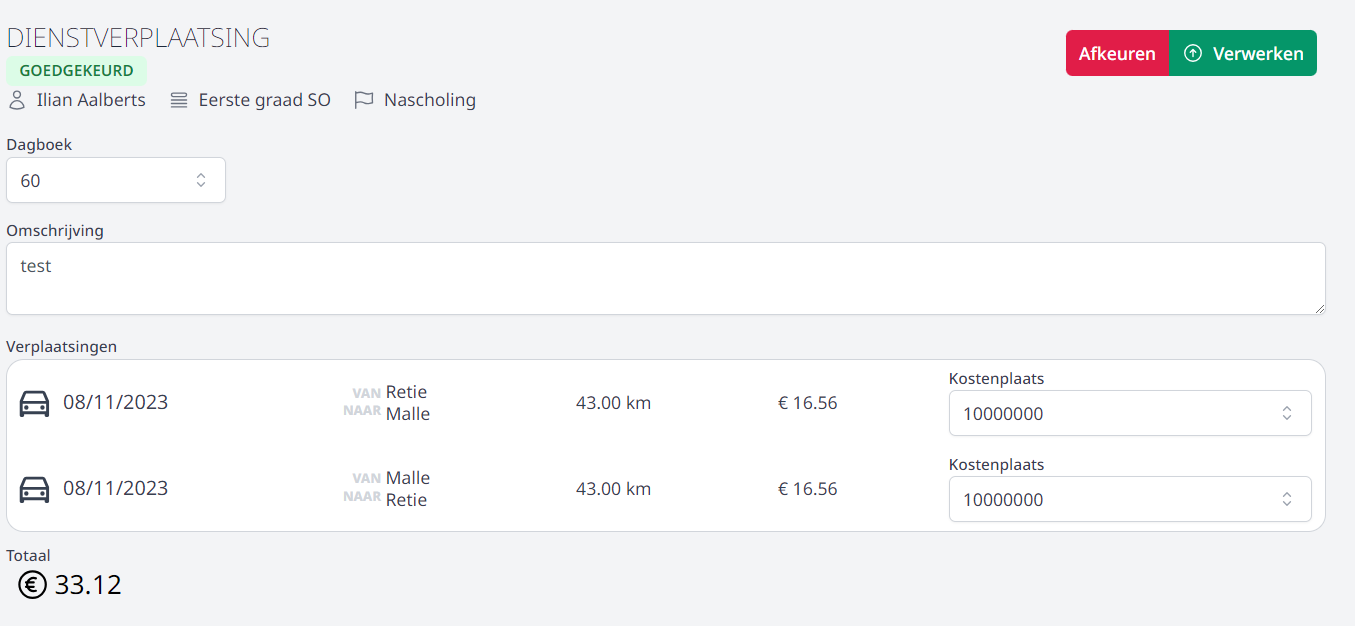 DIENSTVERPLAATSING
Afkeuren Verwerken
GOEDGEKEURD
Ilian Aalberts Eerste graad SO Nascholing
Dagboek
60
Omschrijving
test
Verplaatsingen
08/11/2023 VAN Retie NAAR Malle 43.00 km € 16.56 Kostenplaats 10000000
08/11/2023 VAN Malle NAAR Retie 43.00 km € 16.56 Kostenplaats 10000000
Totaal
€ 33.12